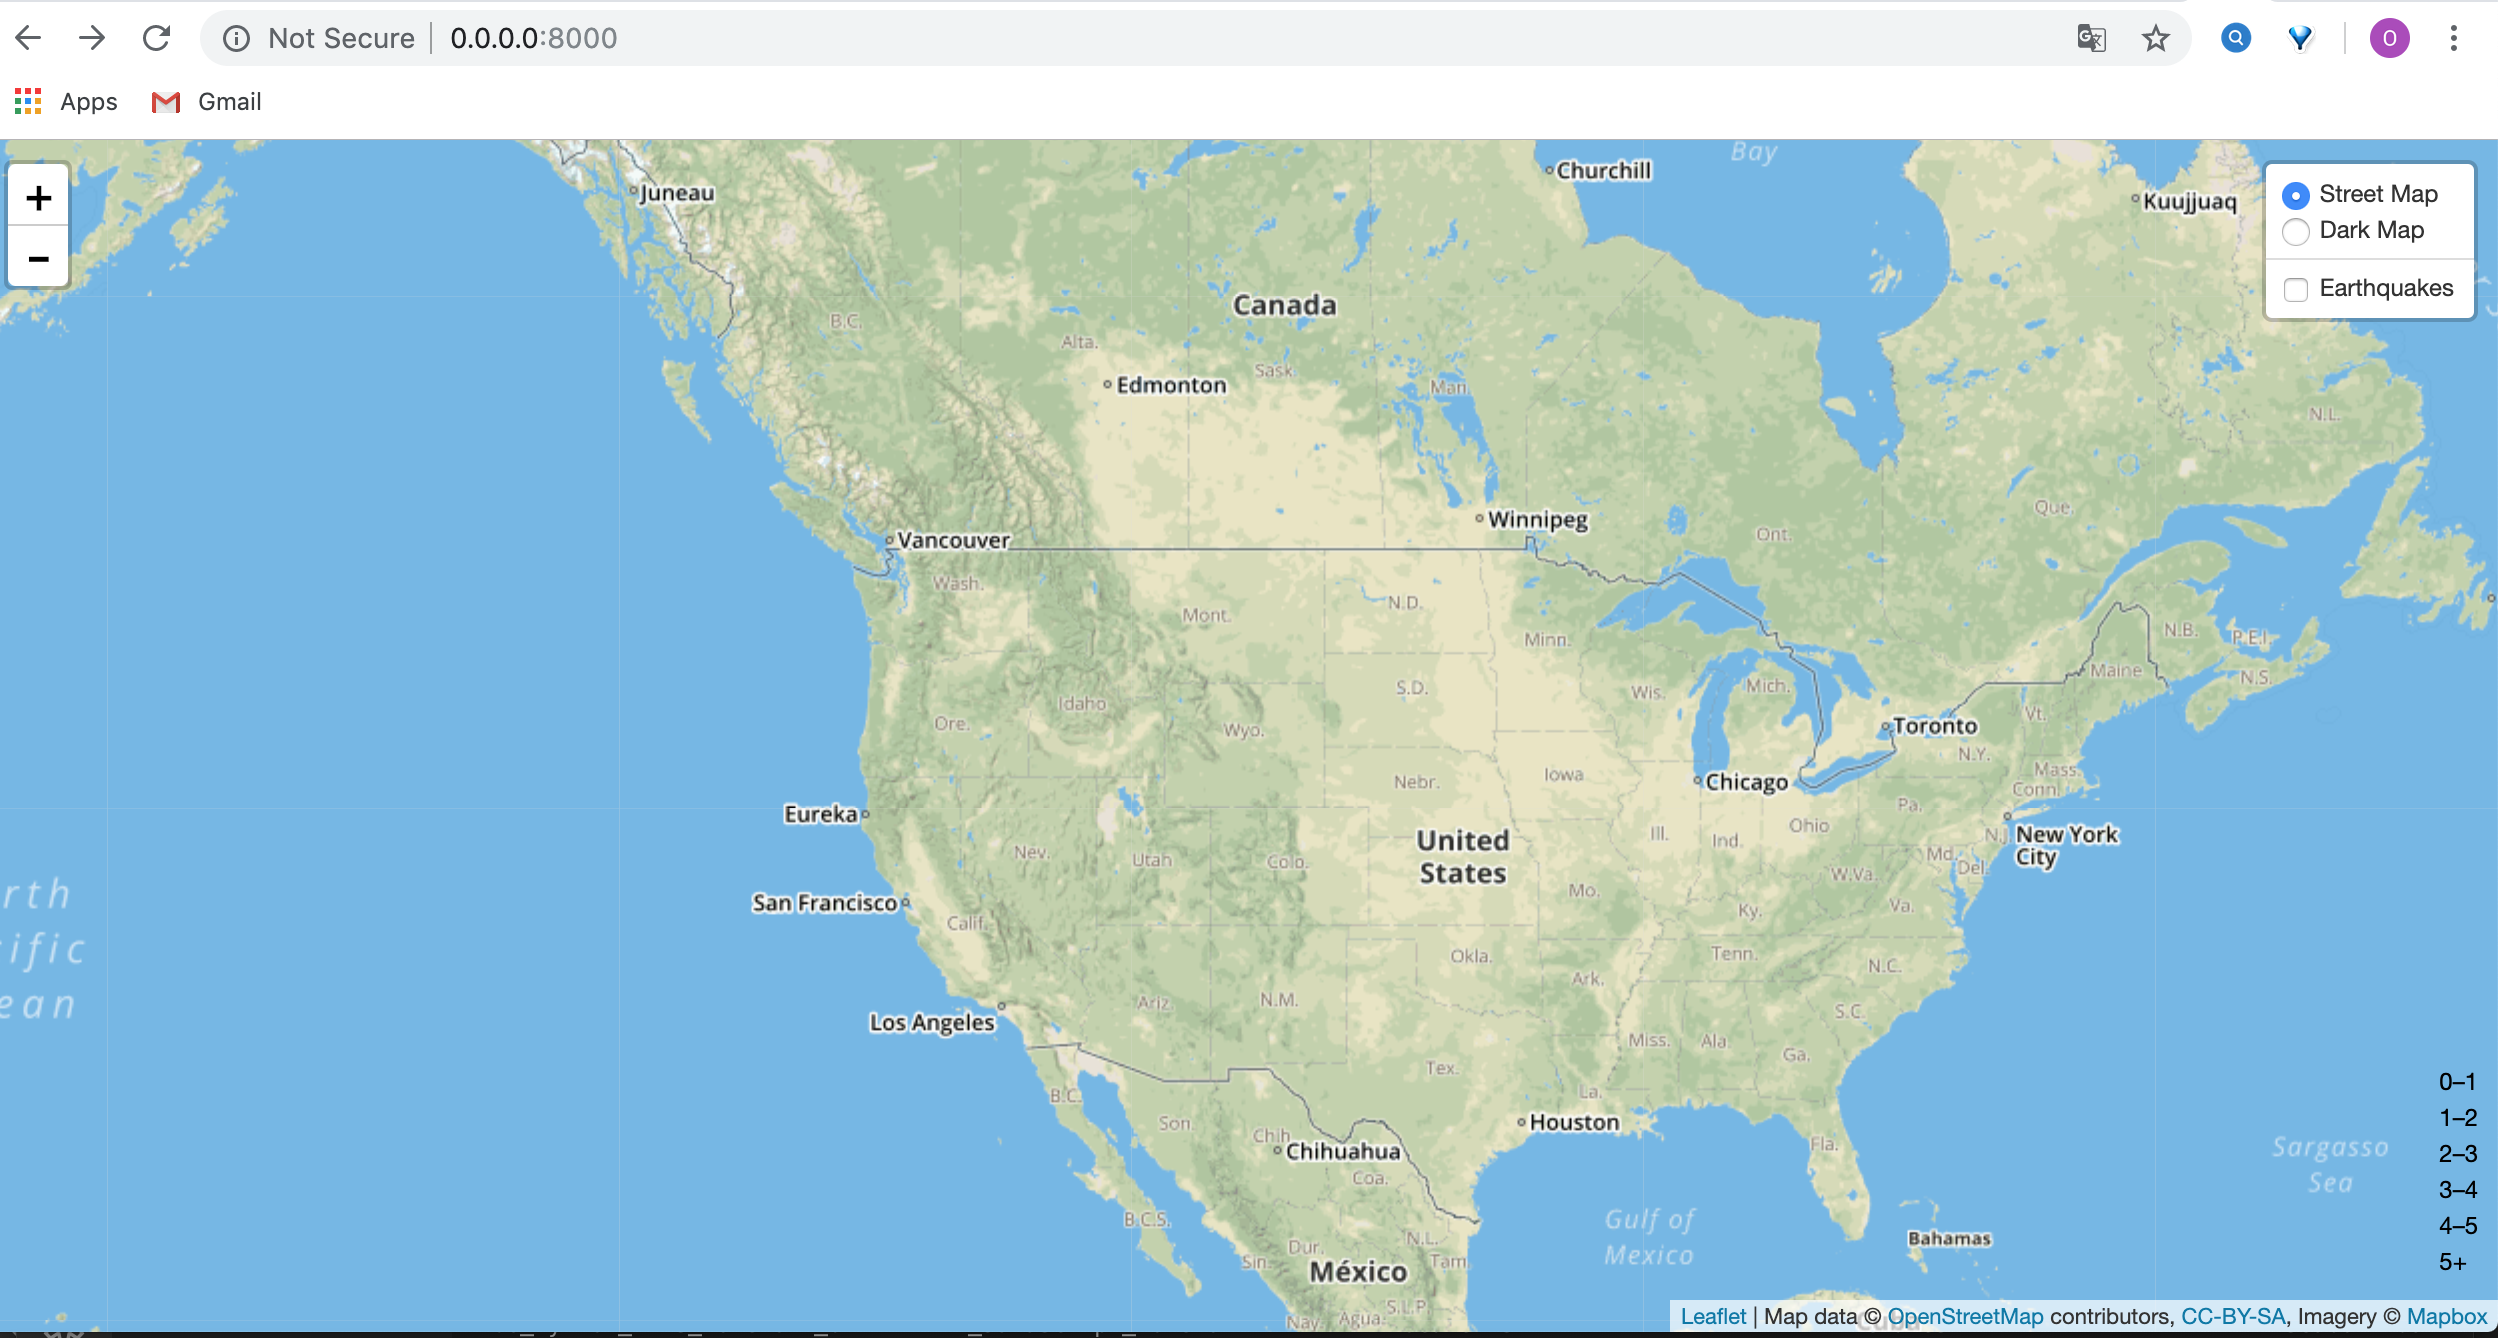 Not Secure | 0.0.0.0:8000
O
Apps
Gmail
+
−
Street Map
Dark Map
Earthquakes
Bay
Churchill
Juneau
Kuujjuaq
Canada
B.C.
Alta.
Sask.
Man.
Edmonton
N.L.
Que.
Ont.
Winnipeg
Vancouver
Wash.
Mont.
N.D.
Minn.
N.B.
P.E.I.
N.S.
Maine
S.D.
Wis.
Mich.
Idaho
Ore.
Wyo.
Toronto
Vt.
N.Y.
Mass.
Conn.
Nebr.
Iowa
Chicago
Pa.
Eureka
Ill.
Ind.
Ohio
N.J.
New York
City
Nev.
Utah
Colo.
United
States
Md.
Del.
W.Va.
Mo.
Ky.
Va.
San Francisco
Calif.
rth
ific
ean
Okla.
Tenn.
N.C.
Ark.
Ariz.
N.M.
S.C.
Los Angeles
Miss.
Ala.
Ga.
Tex.
La.
B.C.
Son.
Chih.
Chihuahua
Coa.
Houston
Fla.
0–1
1–2
2–3
3–4
4–5
5+
Sargasso
Sea
Gulf of
Mexico
B.C.S.
Bahamas
Dur.
Sin.
N.L.
Tam.
México
Nay.
Agua.
S.L.P.
Cuba
Leaflet | Map data © OpenStreetMap contributors, CC-BY-SA, Imagery © Mapbox